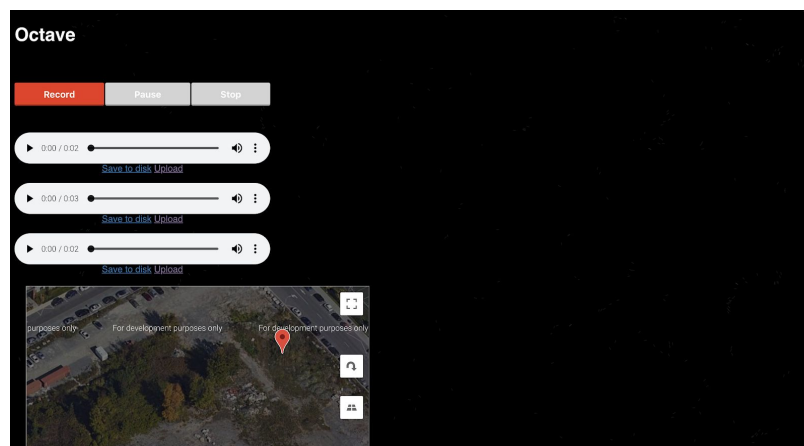 Octave
Record Pause Stop
0:00 / 0:02
Save to disk Upload
0:00 / 0:03
Save to disk Upload
0:00 / 0:02
Save to disk Upload
purposes only For development purposes only For development purposes only